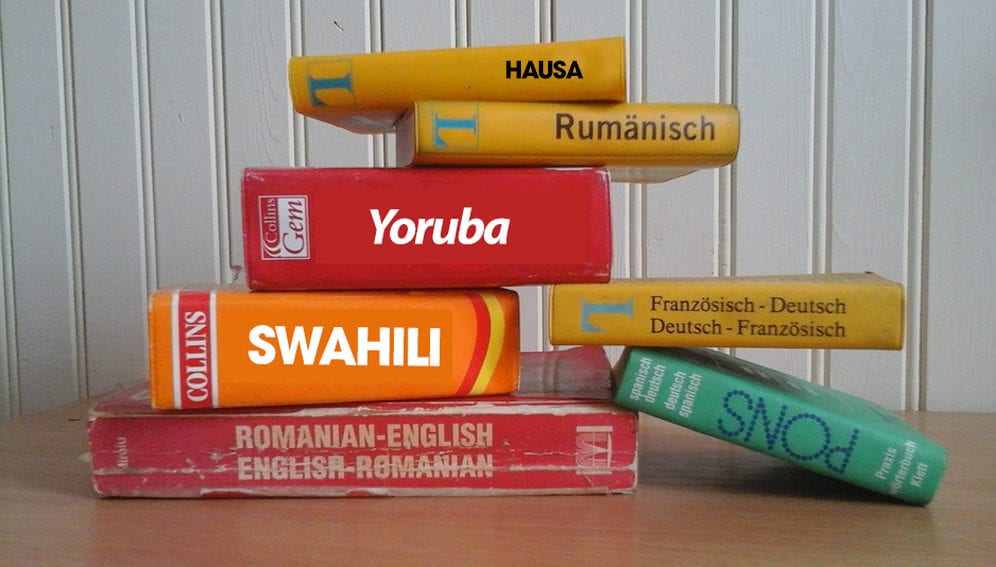 L
HAUSA
L
Rumänisch
Collins
Gem
Yoruba
L
Französisch - Deutsch
Deutsch - Französisch
COLLINS
SWAHILI
spanisch
deutsch
deutsch
spanisch
PONS
Praxis
wörterbuch
Klett
ROMANIAN-ENGLISH
ENGLISH-ROMANIAN